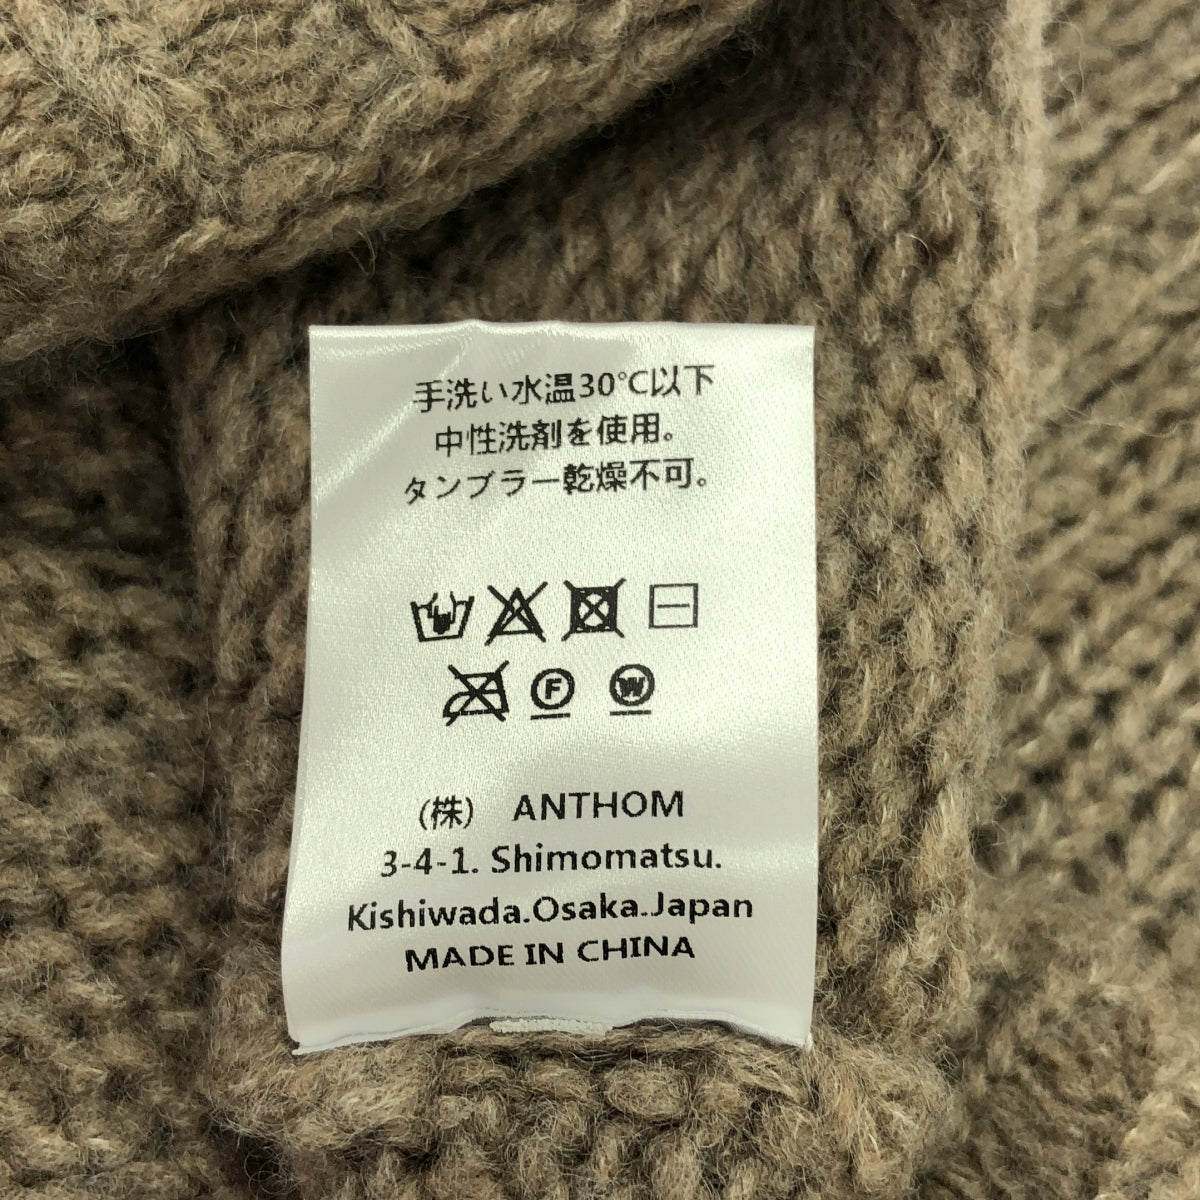 手洗い水温30℃以下
中性洗剤を使用。
タンブラー乾燥不可。
F W
(株) ANTHOM
3-4-1. Shimomatsu.
Kishiwada.Osaka.Japan
MADE IN CHINA